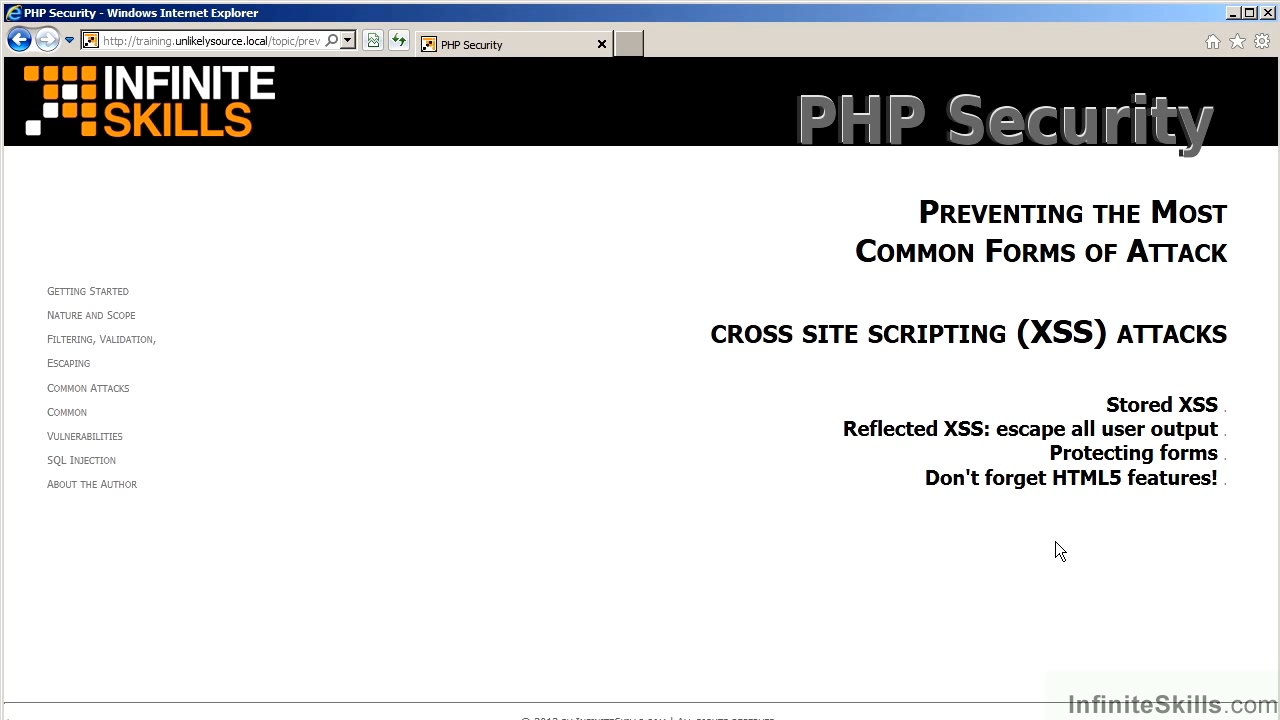 PHP Security - Windows Internet Explorer
http://training.unlikelysource.local/topic/prev
PHP Security
INFINITE
SKILLS
PHP Security
Preventing the Most
Common Forms of Attack
cross site scripting (XSS) attacks
Getting Started
Nature and Scope
Filtering, Validation,
Escaping
Common Attacks
Common
Vulnerabilities
SQL Injection
About the Author
Stored XSS .
Reflected XSS: escape all user output .
Protecting forms .
Don't forget HTML5 features! .
InfiniteSkills.com